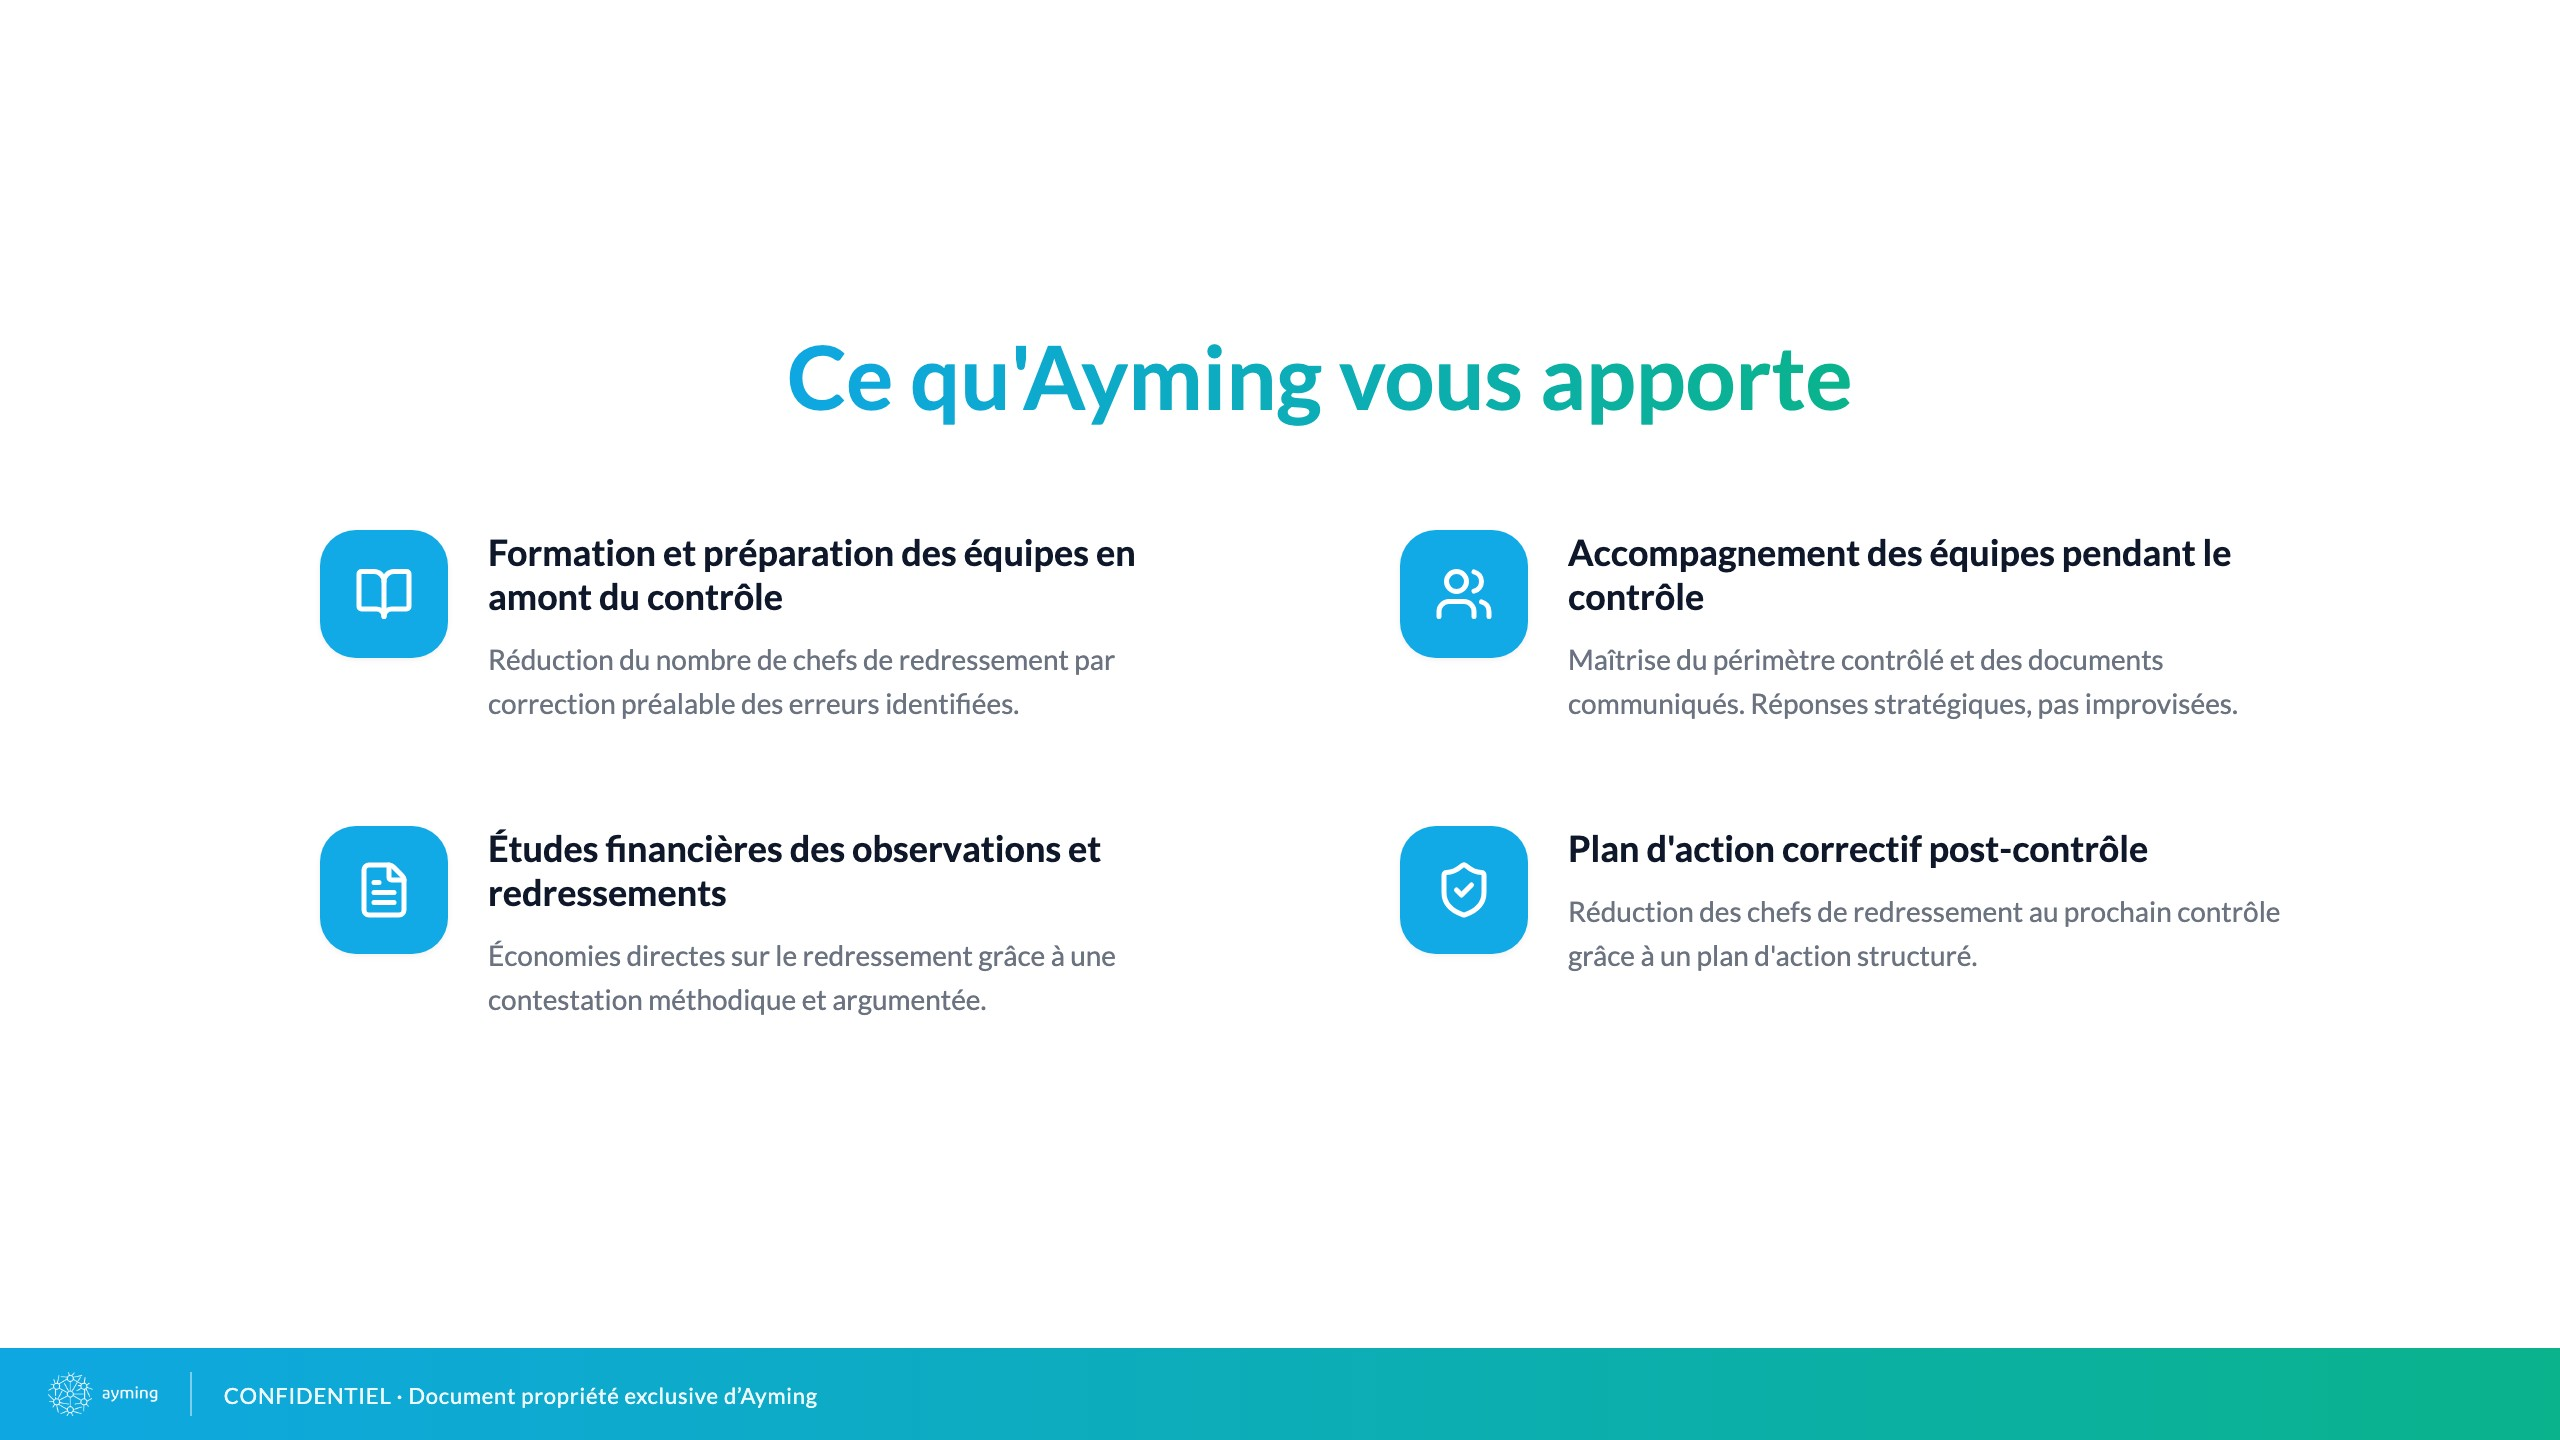 Ce qu'Ayming vous apporte
Formation et préparation des équipes en
amont du contrôle
Réduction du nombre de chefs de redressement par
correction préalable des erreurs identifiées.
Accompagnement des équipes pendant le
contrôle
Maîtrise du périmètre contrôlé et des documents
communiqués. Réponses stratégiques, pas improvisées.
Études financières des observations et
redressements
Économies directes sur le redressement grâce à une
contestation méthodique et argumentée.
Plan d'action correctif post-contrôle
Réduction des chefs de redressement au prochain contrôle
grâce à un plan d'action structuré.
ayming
CONFIDENTIEL · Document propriété exclusive d’Ayming